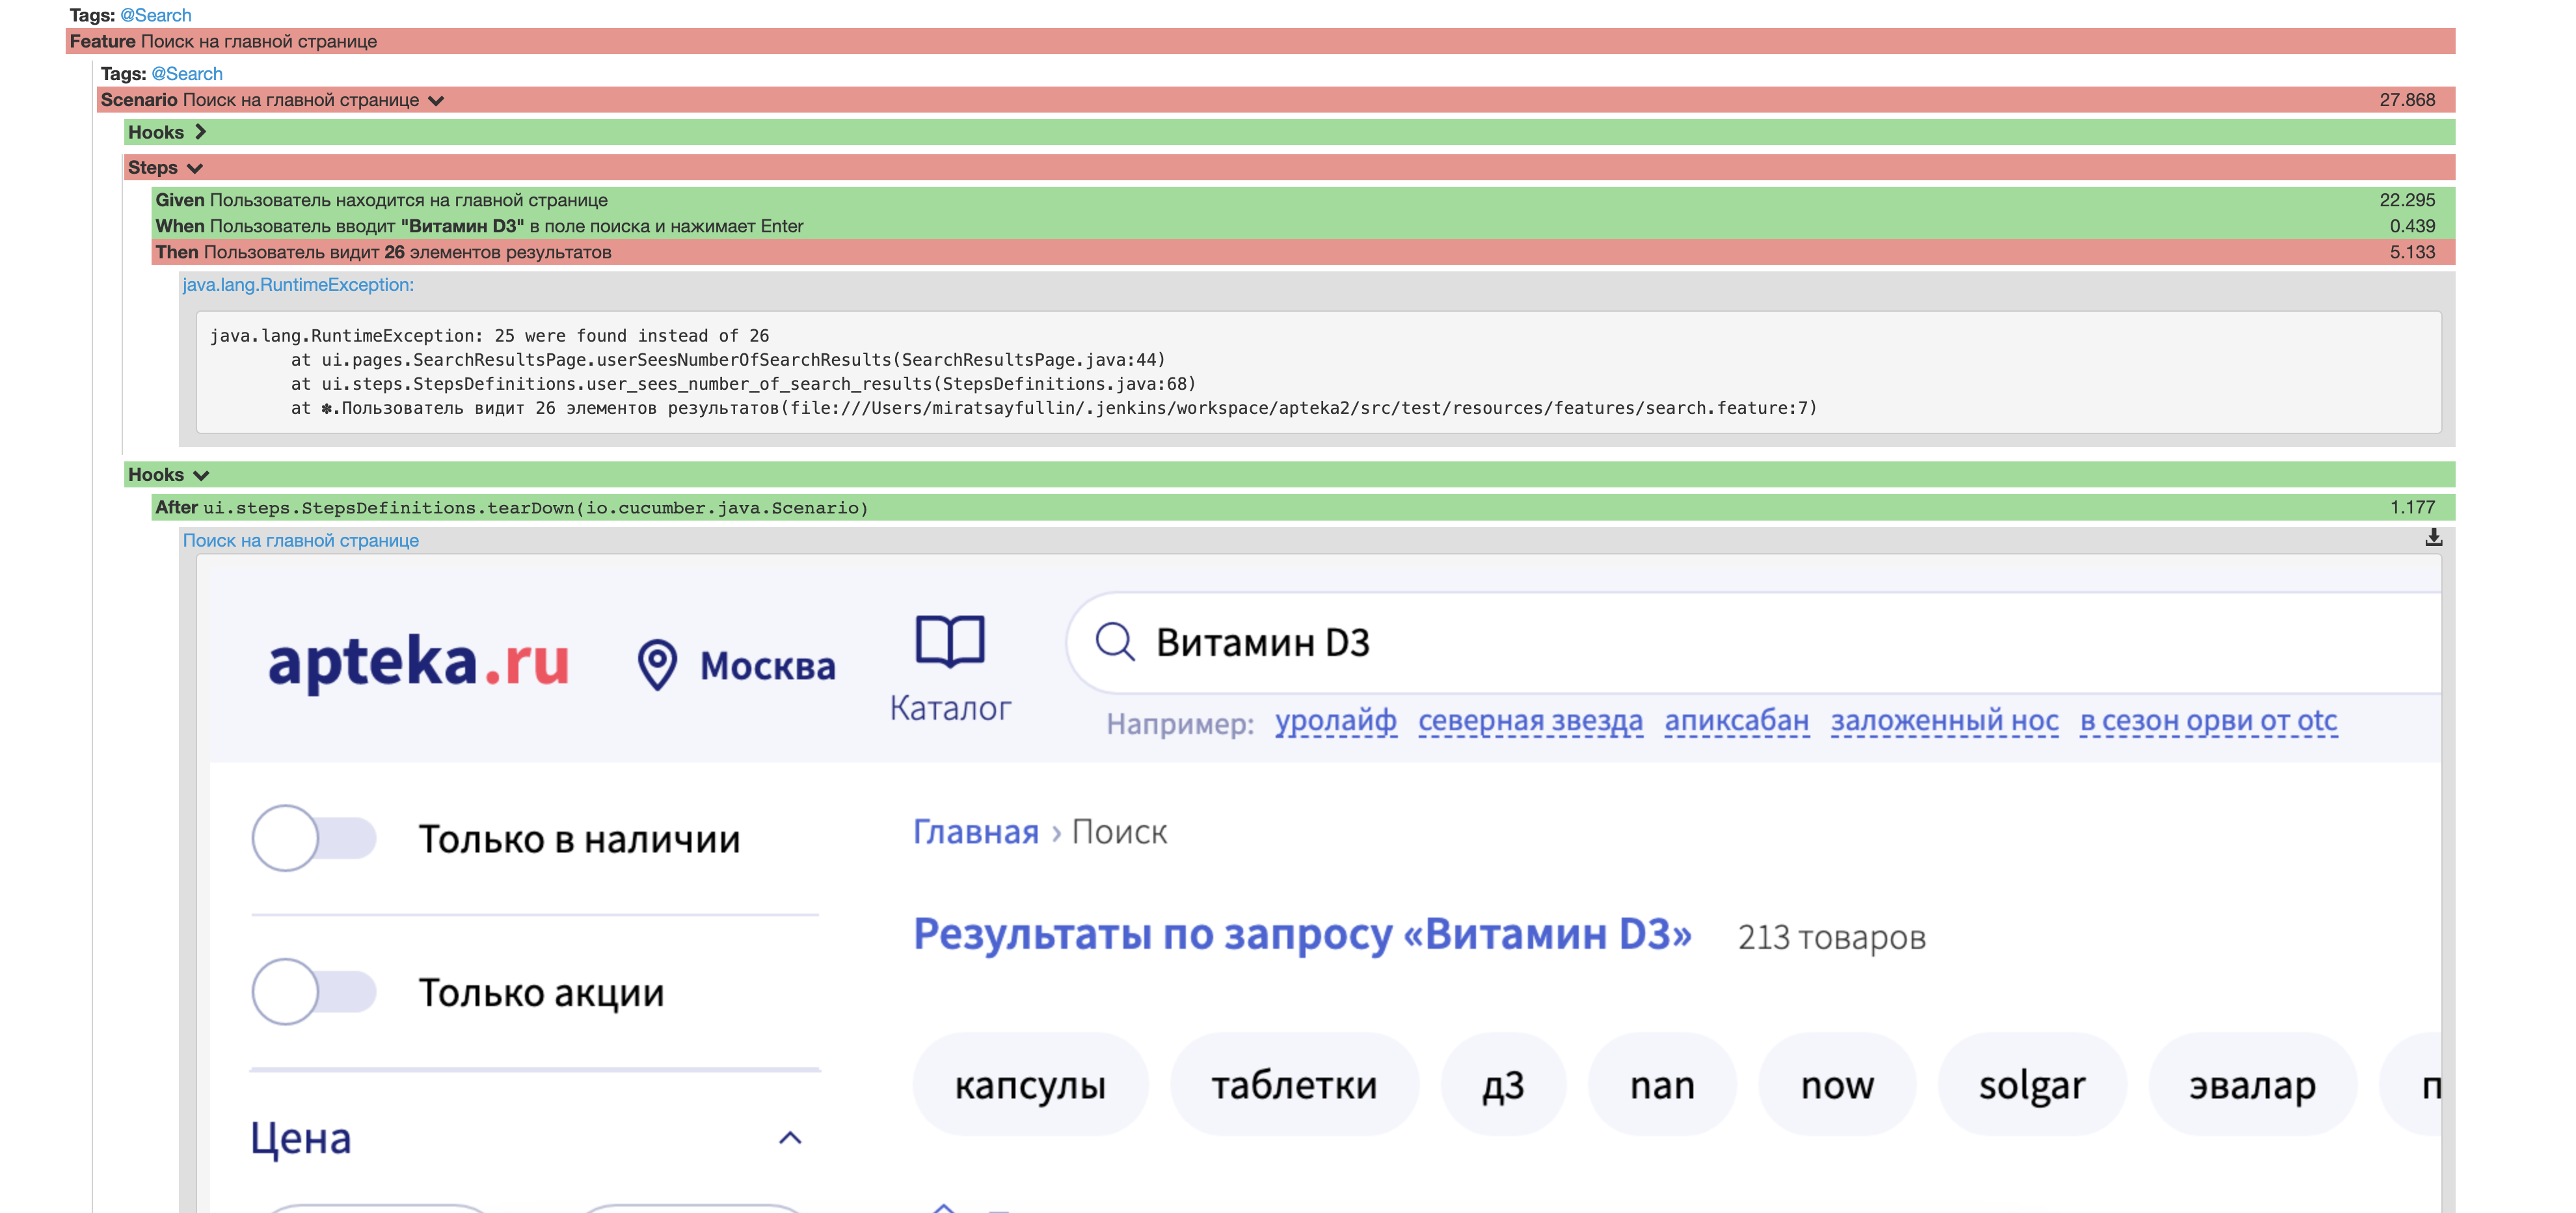 Tags: @Search
Feature Поиск на главной странице
Tags: @Search
Scenario Поиск на главной странице 27.868
Hooks
Steps
Given Пользователь находится на главной странице 22.295
When Пользователь вводит "Витамин D3" в поле поиска и нажимает Enter 0.439
Then Пользователь видит 26 элементов результатов 5.133
java.lang.RuntimeException:
java.lang.RuntimeException: 25 were found instead of 26
at ui.pages.SearchResultsPage.userSeesNumberOfSearchResults(SearchResultsPage.java:44)
at ui.steps.StepsDefinitions.user_sees_number_of_search_results(StepsDefinitions.java:68)
at ✽.Пользователь видит 26 элементов результатов(file:///Users/miratsayfullin/.jenkins/workspace/apteka2/src/test/resources/features/search.feature:7)
Hooks
After ui.steps.StepsDefinitions.tearDown(io.cucumber.java.Scenario) 1.177
Поиск на главной странице
apteka.ru Москва Каталог Витамин D3
Например: уролайф северная звезда апиксабан заложенный нос в сезон орви от otc
Только в наличии
Главная › Поиск
Результаты по запросу «Витамин D3» 213 товаров
Только акции
капсулы таблетки д3 nan now solgar эвалар
Цена